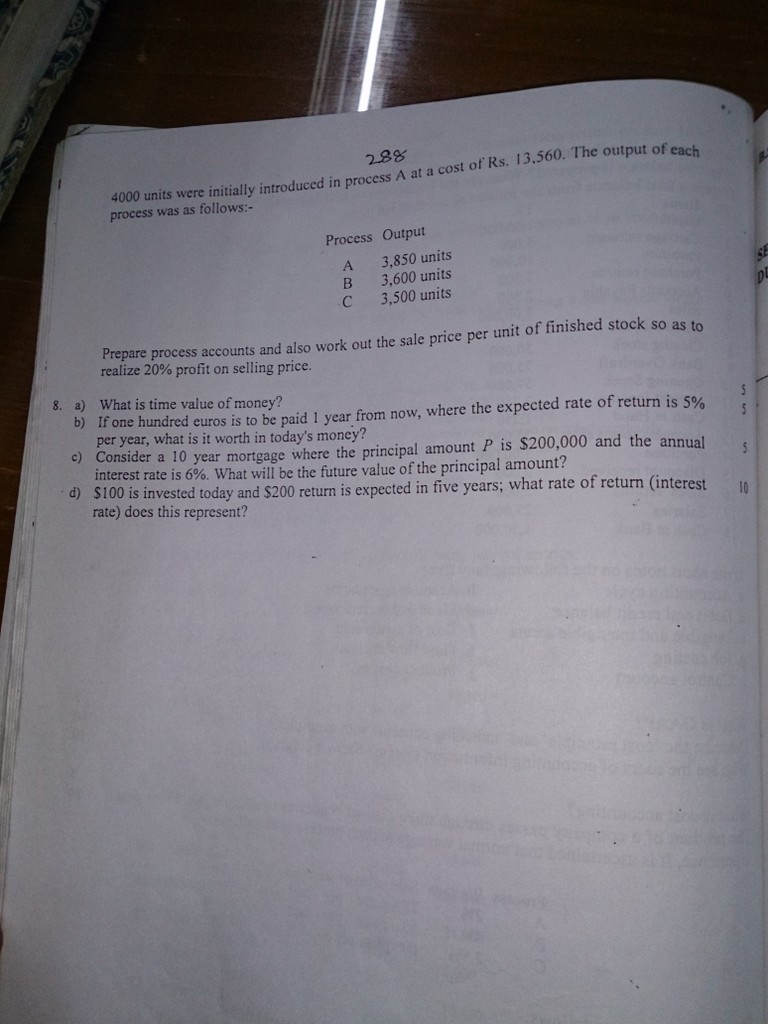 288
4000 units were initially introduced in process A at a cost of Rs. 13,560. The output of each
process was as follows:-
Process Output
A 3,850 units
B 3,600 units
C 3,500 units
Prepare process accounts and also work out the sale price per unit of finished stock so as to
realize 20% profit on selling price.
8. a) What is time value of money? 5
b) If one hundred euros is to be paid 1 year from now, where the expected rate of return is 5% 5
per year, what is it worth in today's money?
c) Consider a 10 year mortgage where the principal amount P is $200,000 and the annual 5
interest rate is 6%. What will be the future value of the principal amount?
d) $100 is invested today and $200 return is expected in five years; what rate of return (interest 10
rate) does this represent?